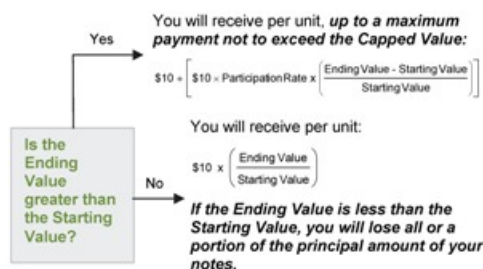 You will receive per unit, up to a maximum
payment not to exceed the Capped Value:
Yes
$10 + [ $10 × Participation Rate x ( Ending Value - Starting Value / Starting Value ) ]
Is the
Ending
Value
greater than
the Starting
Value?
You will receive per unit:
$10 x ( Ending Value / Starting Value )
No
If the Ending Value is less than the
Starting Value, you will lose all or a
portion of the principal amount of your
notes.